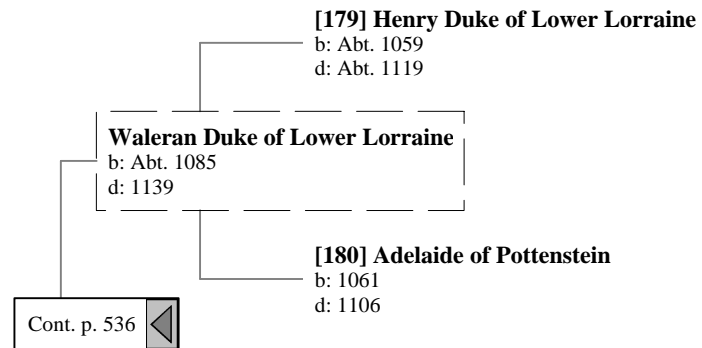 [179] Henry Duke of Lower Lorraine
b: Abt. 1059
d: Abt. 1119
Waleran Duke of Lower Lorraine
b: Abt. 1085
d: 1139
[180] Adelaide of Pottenstein
b: 1061
d: 1106
Cont. p. 536